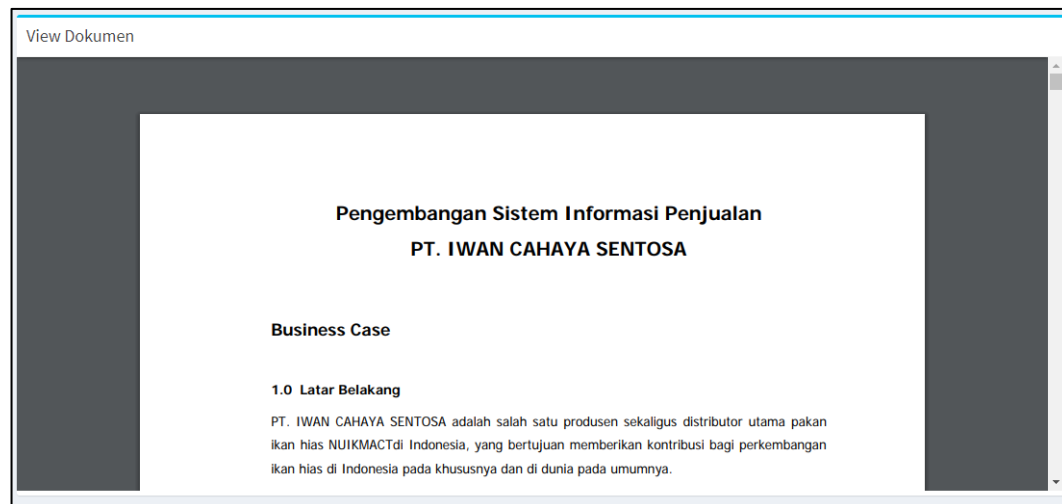 View Dokumen
Pengembangan Sistem Informasi Penjualan
PT. IWAN CAHAYA SENTOSA
Business Case
1.0 Latar Belakang
PT. IWAN CAHAYA SENTOSA adalah salah satu produsen sekaligus distributor utama pakan
ikan hias NUIKMACTdi Indonesia, yang bertujuan memberikan kontribusi bagi perkembangan
ikan hias di Indonesia pada khususnya dan di dunia pada umumnya.